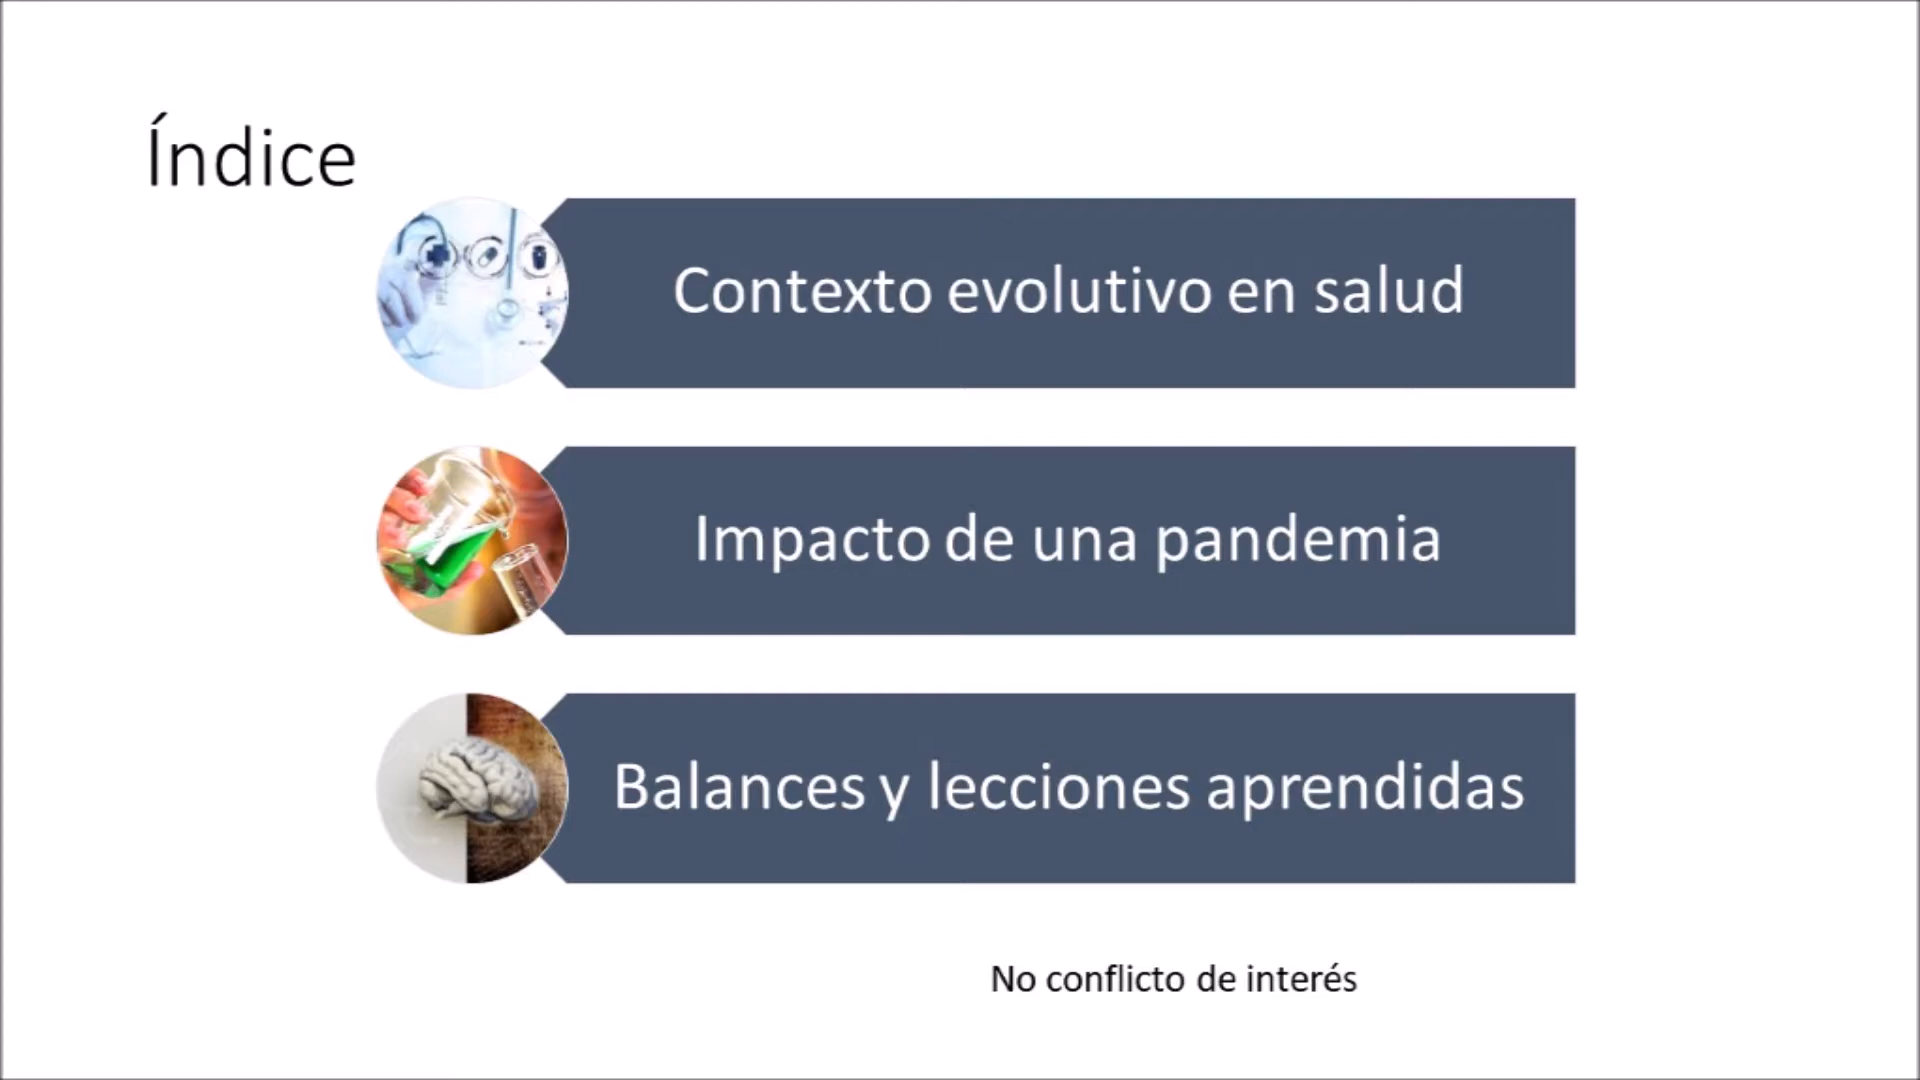 Índice
Contexto evolutivo en salud
Impacto de una pandemia
Balances y lecciones aprendidas
No conflicto de interés